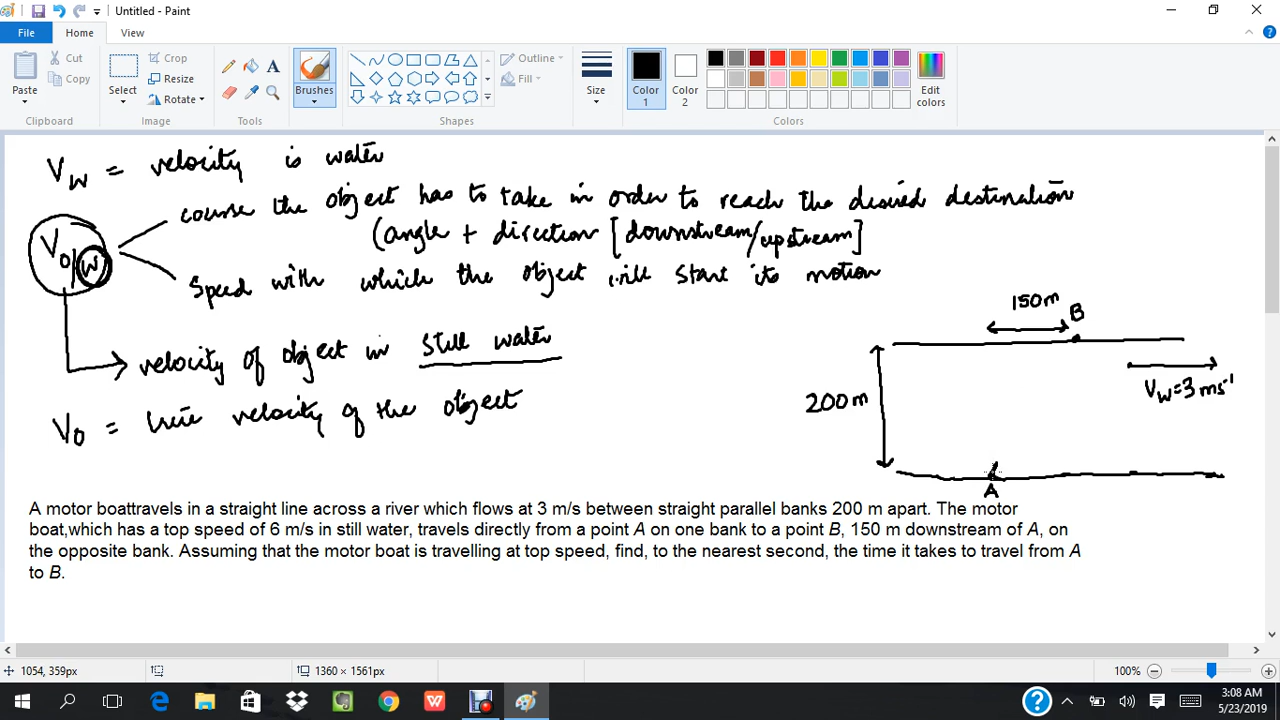 Untitled - Paint
File
Home
View
Paste
Cut
Copy
Clipboard
Select
Crop
Resize
Rotate
Image
A
Tools
Brushes
Shapes
Outline
Fill
Size
Color 1
Color 2
Colors
Edit colors
Vw = velocity is water
Vo/w
course the object has to take in order to reach the desired destination
(angle + direction [downstream/upstream]
Speed with which the object will start its motion
velocity of object in still water
Vo = true velocity of the object
150m
B
200m
Vw=3ms⁻¹
A
A motor boattravels in a straight line across a river which flows at 3 m/s between straight parallel banks 200 m apart. The motor
boat,which has a top speed of 6 m/s in still water, travels directly from a point A on one bank to a point B, 150 m downstream of A, on
the opposite bank. Assuming that the motor boat is travelling at top speed, find, to the nearest second, the time it takes to travel from A
to B.
1054, 359px
1360 × 1561px
100%
3:08 AM
5/23/2019